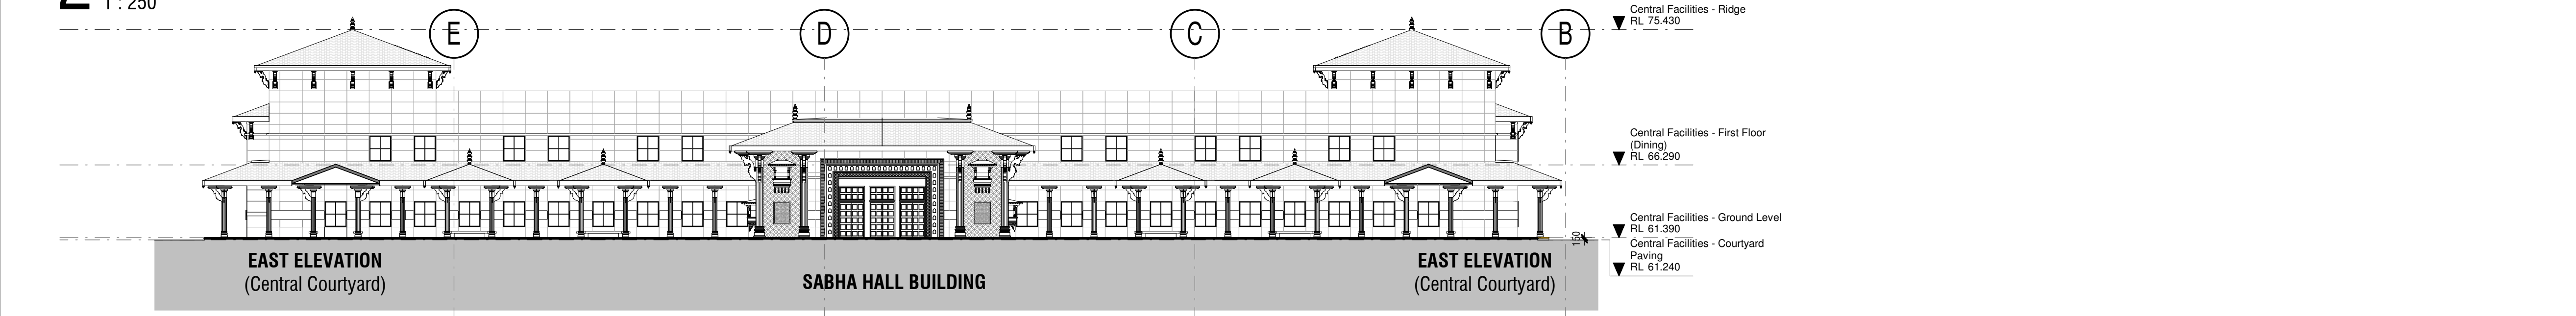 1 : 250
E
D
C
B
Central Facilities - Ridge
RL 75.430
Central Facilities - First Floor
(Dining)
RL 66.290
Central Facilities - Ground Level
RL 61.390
150
Central Facilities - Courtyard
Paving
RL 61.240
EAST ELEVATION
(Central Courtyard)
SABHA HALL BUILDING
EAST ELEVATION
(Central Courtyard)